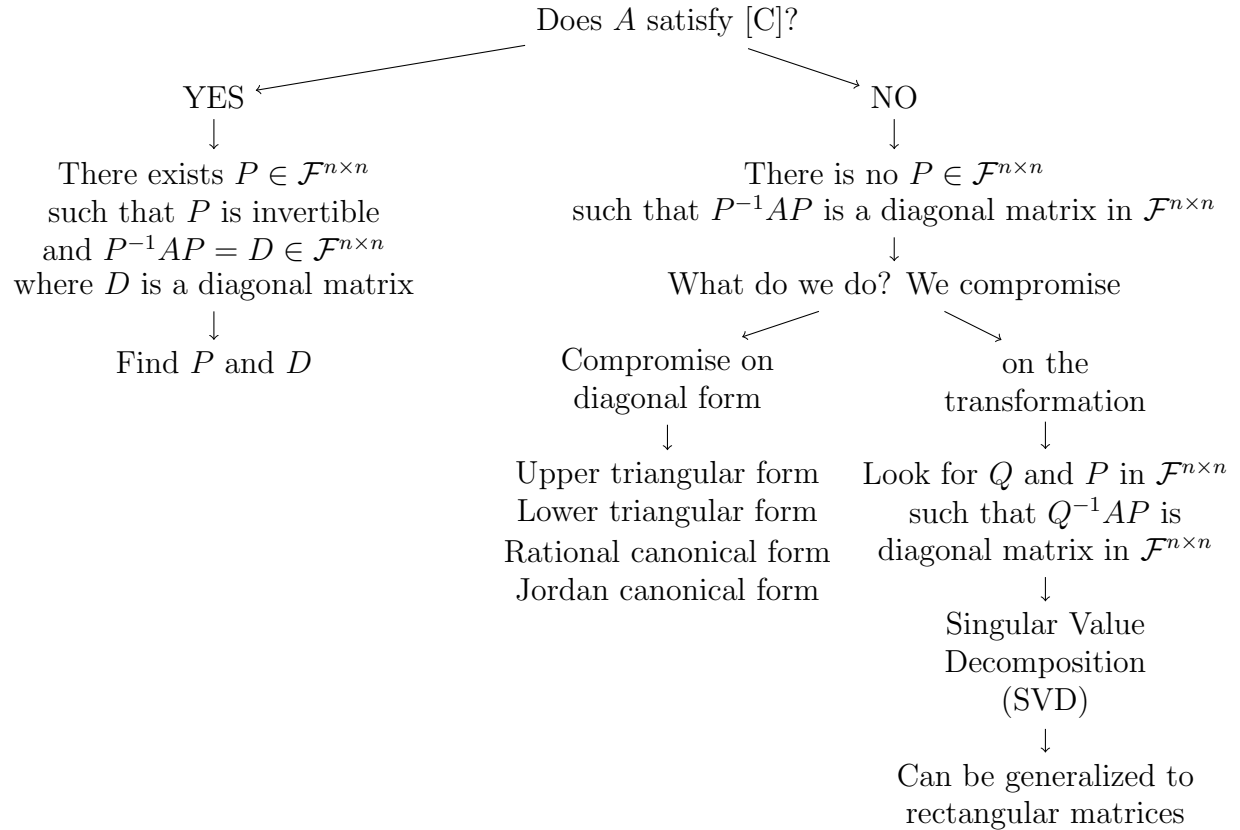 Does A satisfy [C]?
YES
There exists P ∈ 𝓕^{n×n}
such that P is invertible
and P^{−1}AP = D ∈ 𝓕^{n×n}
where D is a diagonal matrix
Find P and D
NO
There is no P ∈ 𝓕^{n×n}
such that P^{−1}AP is a diagonal matrix in 𝓕^{n×n}
What do we do? We compromise
Compromise on
diagonal form
Upper triangular form
Lower triangular form
Rational canonical form
Jordan canonical form
on the
transformation
Look for Q and P in 𝓕^{n×n}
such that Q^{−1}AP is
diagonal matrix in 𝓕^{n×n}
Singular Value
Decomposition
(SVD)
Can be generalized to
rectangular matrices